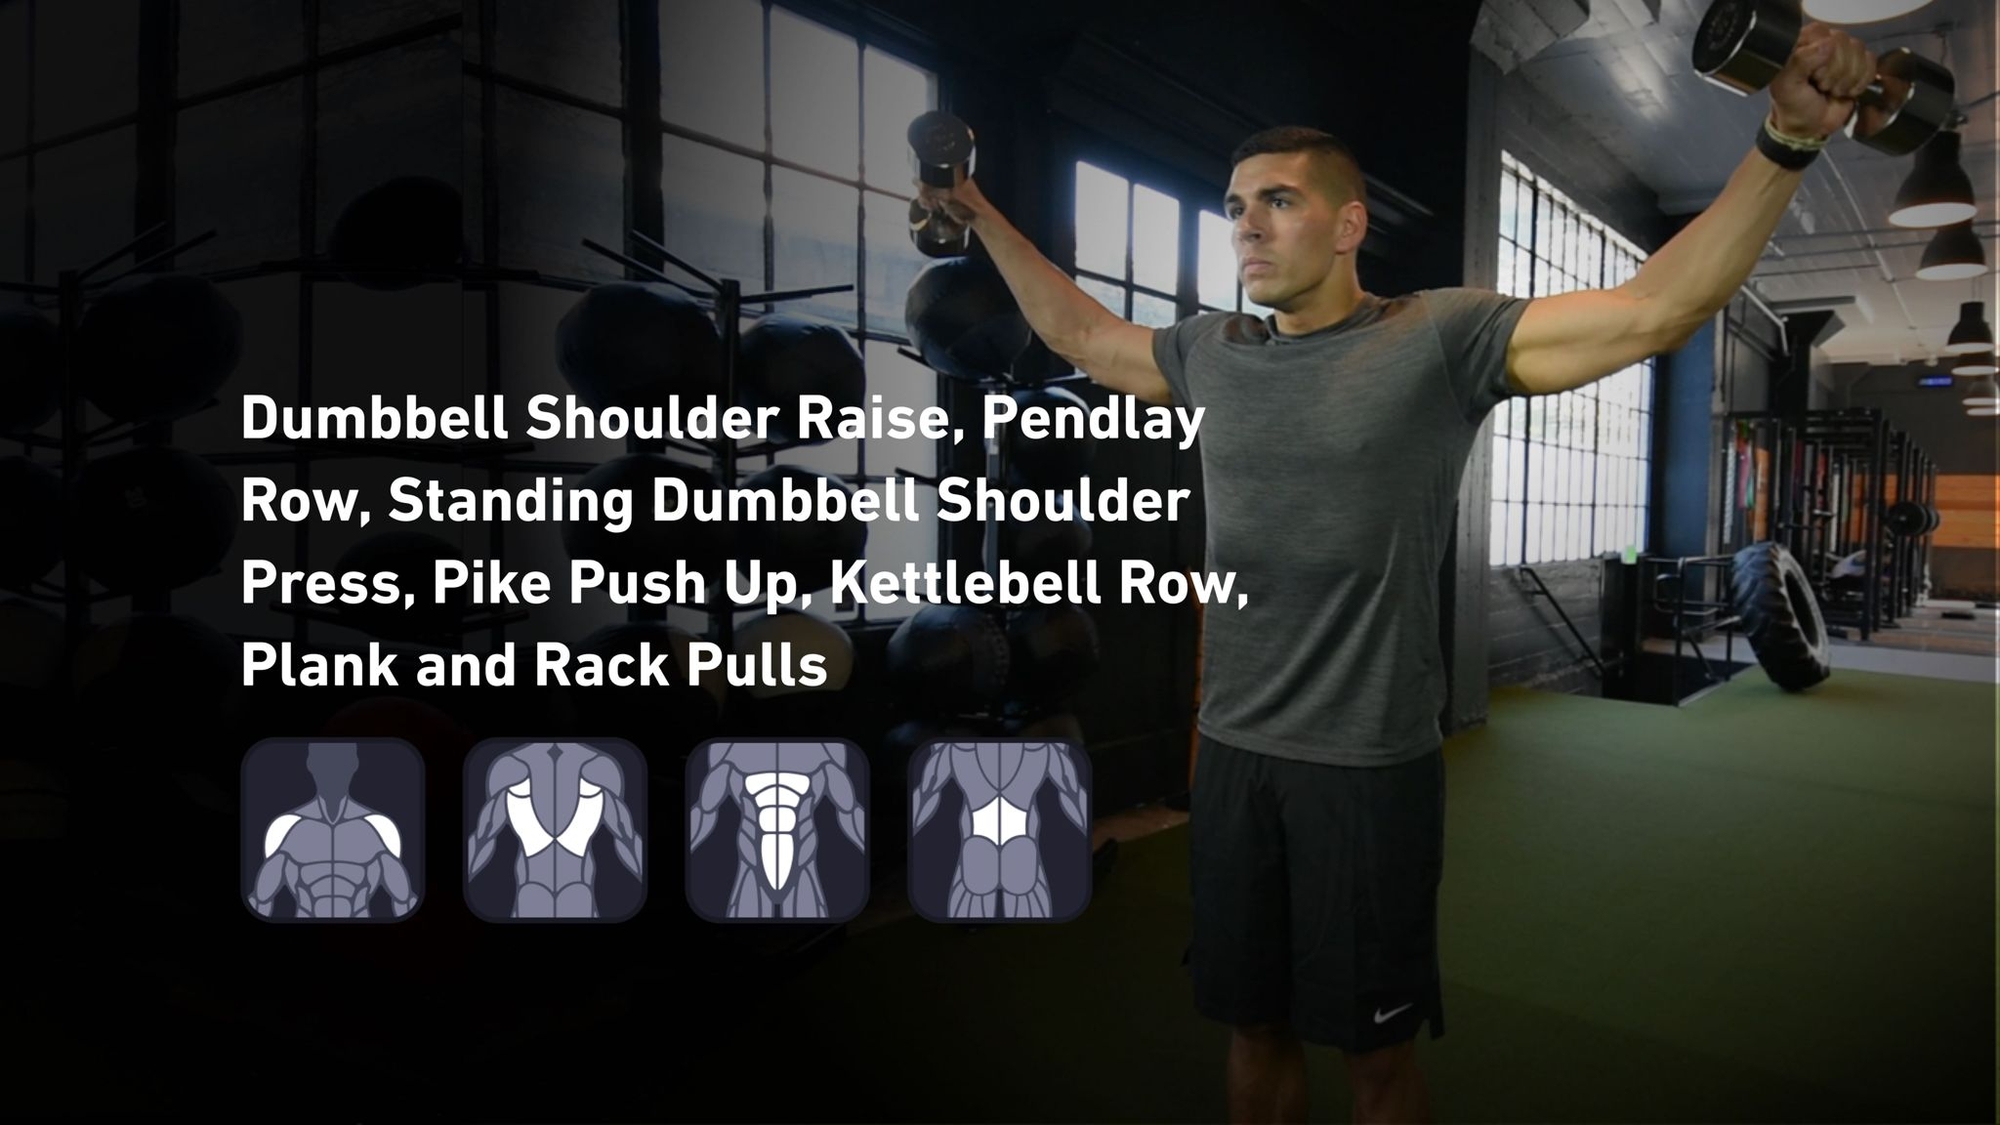 Dumbbell Shoulder Raise, Pendlay
Row, Standing Dumbbell Shoulder
Press, Pike Push Up, Kettlebell Row,
Plank and Rack Pulls